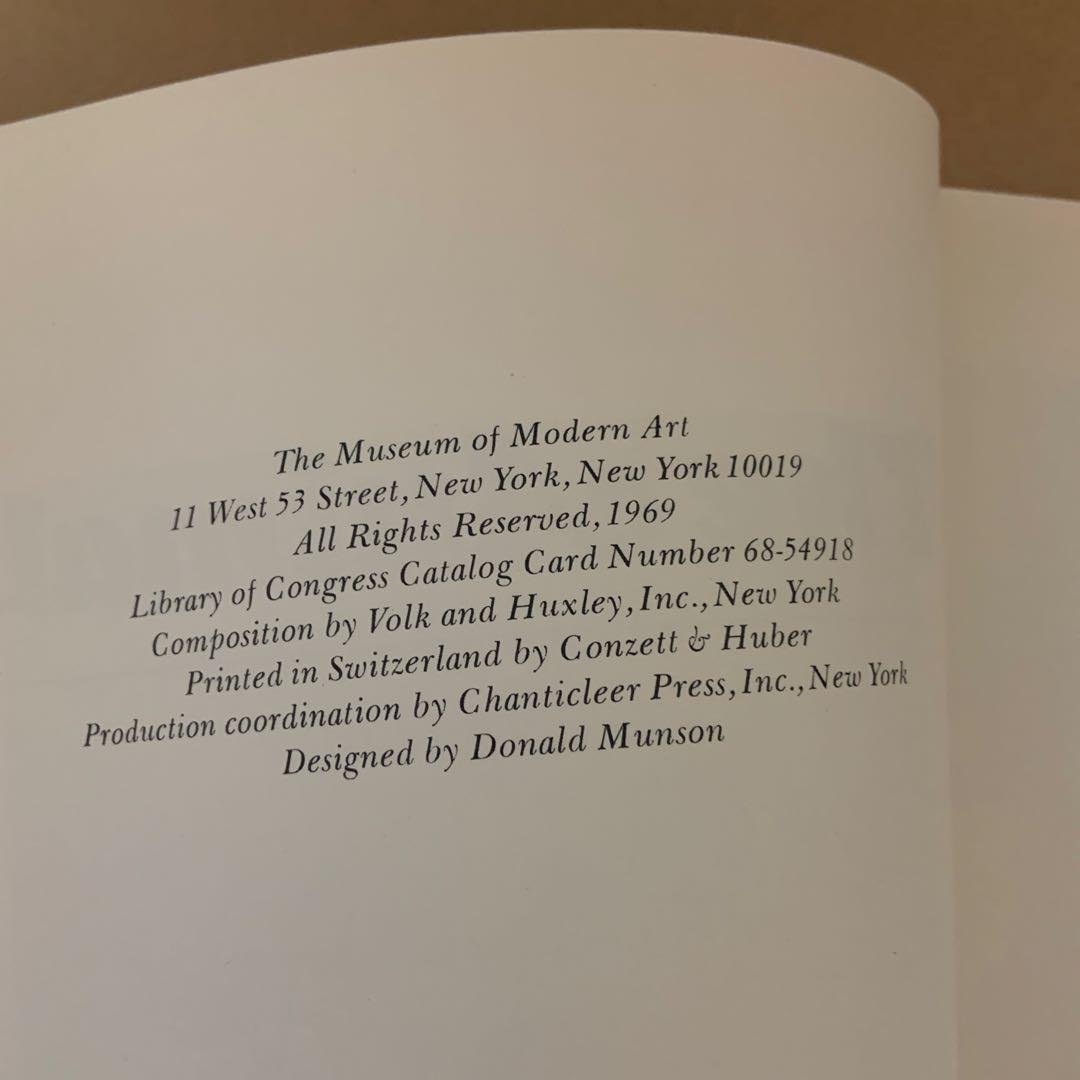 The Museum of Modern Art
11 West 53 Street, New York, New York 10019
All Rights Reserved, 1969
Library of Congress Catalog Card Number 68-54918
Composition by Volk and Huxley, Inc., New York
Printed in Switzerland by Conzett & Huber
Production coordination by Chanticleer Press, Inc., New York
Designed by Donald Munson